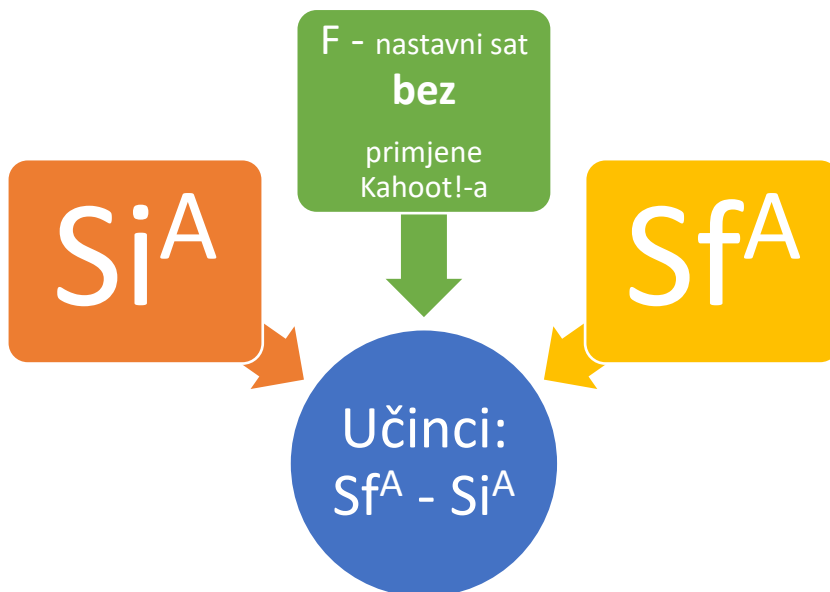 F - nastavni sat
bez
primjene
Kahoot!-a
Si^A
Sf^A
Učinci:
Sf^A - Si^A